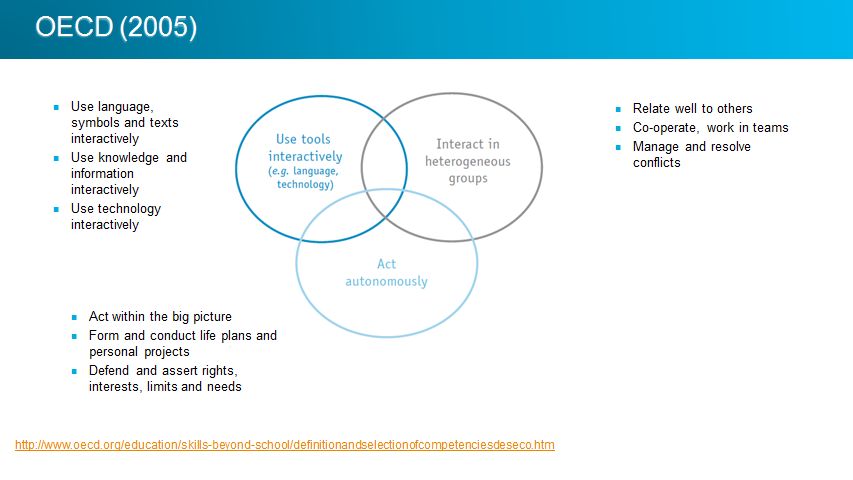 OECD (2005)
Use language,
symbols and texts
interactively
Use knowledge and
information
interactively
Use technology
interactively
Use tools
interactively
(e.g. language,
technology)
Interact in
heterogeneous
groups
Relate well to others
Co-operate, work in teams
Manage and resolve
conflicts
Act
autonomously
Act within the big picture
Form and conduct life plans and
personal projects
Defend and assert rights,
interests, limits and needs
http://www.oecd.org/education/skills-beyond-school/definitionandselectionofcompetenciesdeseco.htm